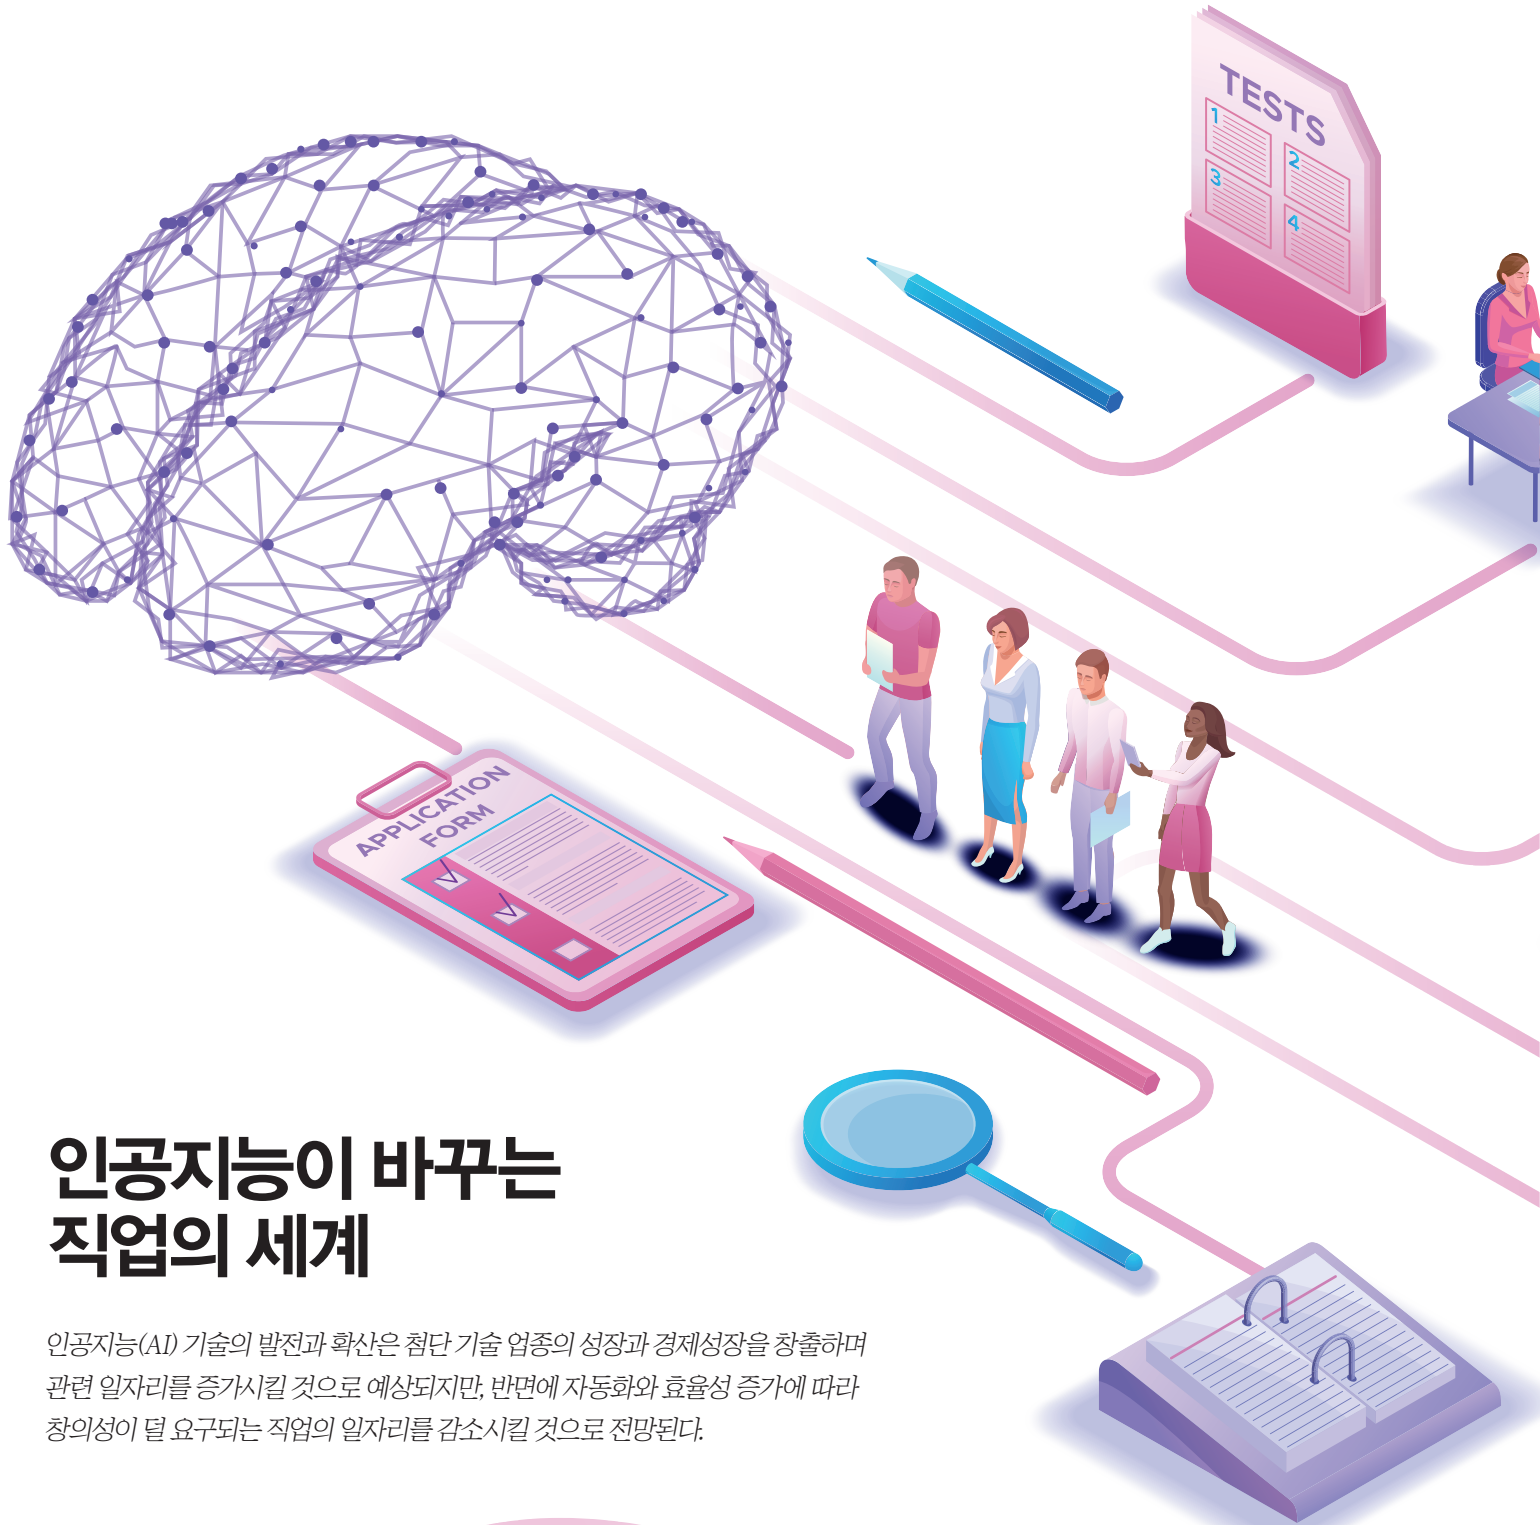 TESTS
1
2
3
4
APPLICATION
FORM
인공지능이 바꾸는
직업의 세계
인공지능(AI) 기술의 발전과 확산은 첨단 기술 업종의 성장과 경제성장을 창출하며
관련 일자리를 증가시킬 것으로 예상되지만, 반면에 자동화와 효율성 증가에 따라
창의성이 덜 요구되는 직업의 일자리를 감소시킬 것으로 전망된다.